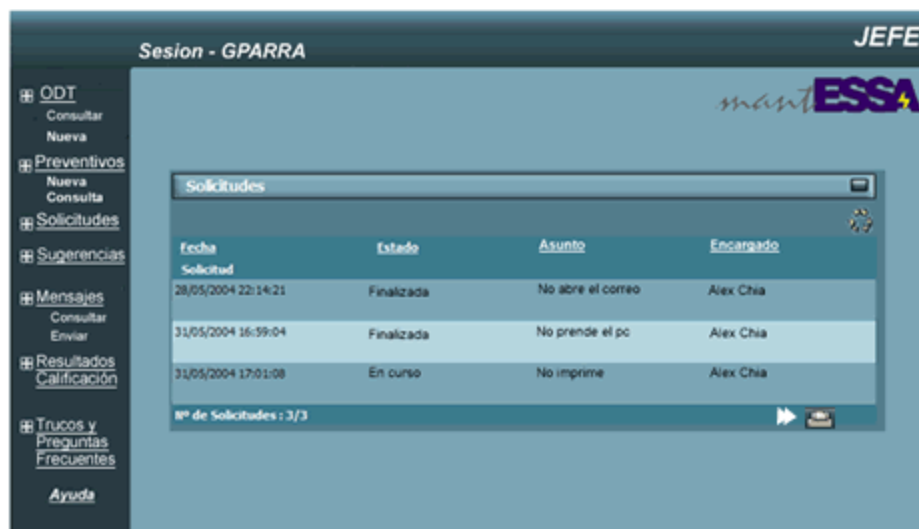 JEFE
Sesion - GPARRA
mantESSA
ODT
Consultar
Nueva
Preventivos
Nueva
Consulta
Solicitudes
Sugerencias
Mensajes
Consultar
Enviar
Resultados
Calificación
Trucos y
Preguntas
Frecuentes
Ayuda
Solicitudes
Fecha Estado Asunto Encargado
Solicitud
28/05/2004 22:14:21 Finalizada No abre el correo Alex Chia
31/05/2004 16:59:04 Finalizada No prende el pc Alex Chia
31/05/2004 17:01:08 En curso No imprime Alex Chia
Nº de Solicitudes : 3/3